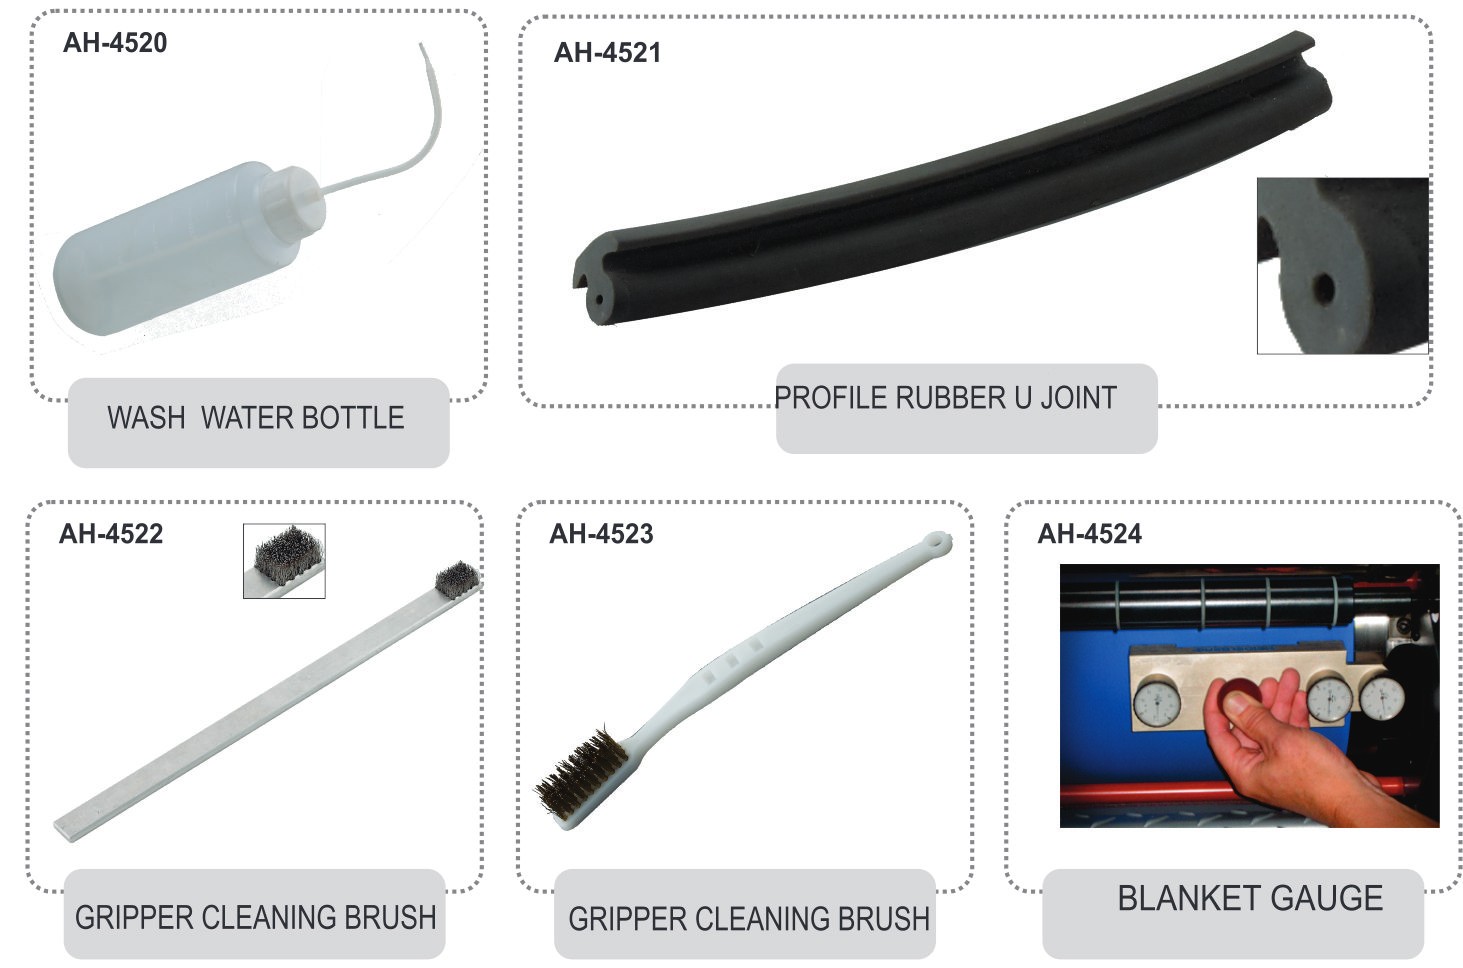 AH-4520
WASH WATER BOTTLE
AH-4521
PROFILE RUBBER U JOINT
AH-4522
GRIPPER CLEANING BRUSH
AH-4523
GRIPPER CLEANING BRUSH
AH-4524
BLANKET GAUGE